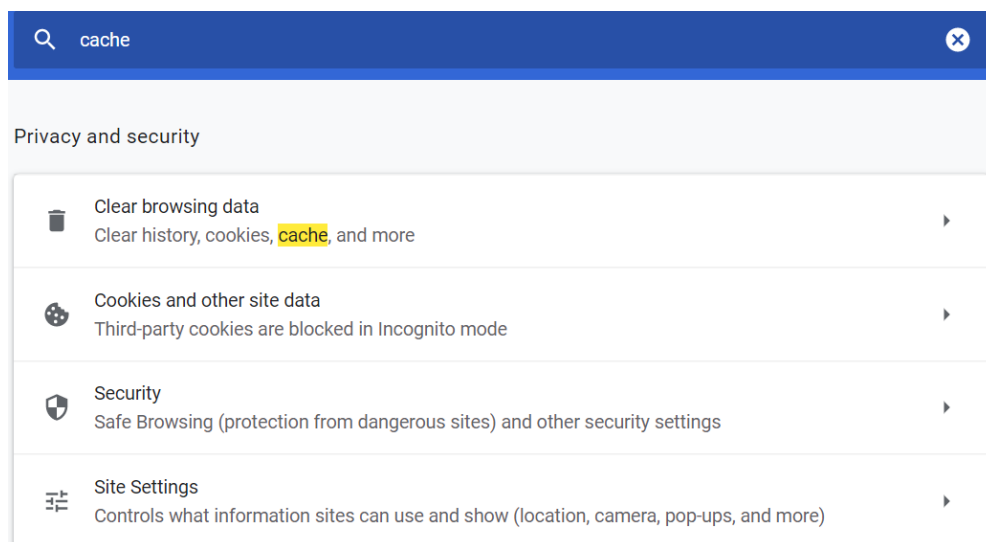 cache
Privacy and security
Clear browsing data
Clear history, cookies, cache, and more
Cookies and other site data
Third-party cookies are blocked in Incognito mode
Security
Safe Browsing (protection from dangerous sites) and other security settings
Site Settings
Controls what information sites can use and show (location, camera, pop-ups, and more)